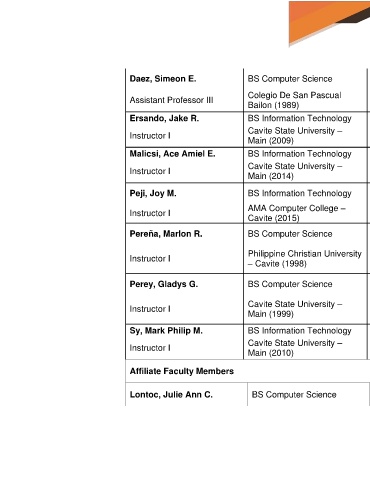 Daez, Simeon E. BS Computer Science
Assistant Professor III Colegio De San Pascual
Bailon (1989)
Ersando, Jake R. BS Information Technology
Instructor I Cavite State University –
Main (2009)
Malicsi, Ace Amiel E. BS Information Technology
Instructor I Cavite State University –
Main (2014)
Peji, Joy M. BS Information Technology
Instructor I AMA Computer College –
Cavite (2015)
Pereña, Marlon R. BS Computer Science
Instructor I Philippine Christian University
– Cavite (1998)
Perey, Gladys G. BS Computer Science
Instructor I Cavite State University –
Main (1999)
Sy, Mark Philip M. BS Information Technology
Instructor I Cavite State University –
Main (2010)
Affiliate Faculty Members
Lontoc, Julie Ann C. BS Computer Science